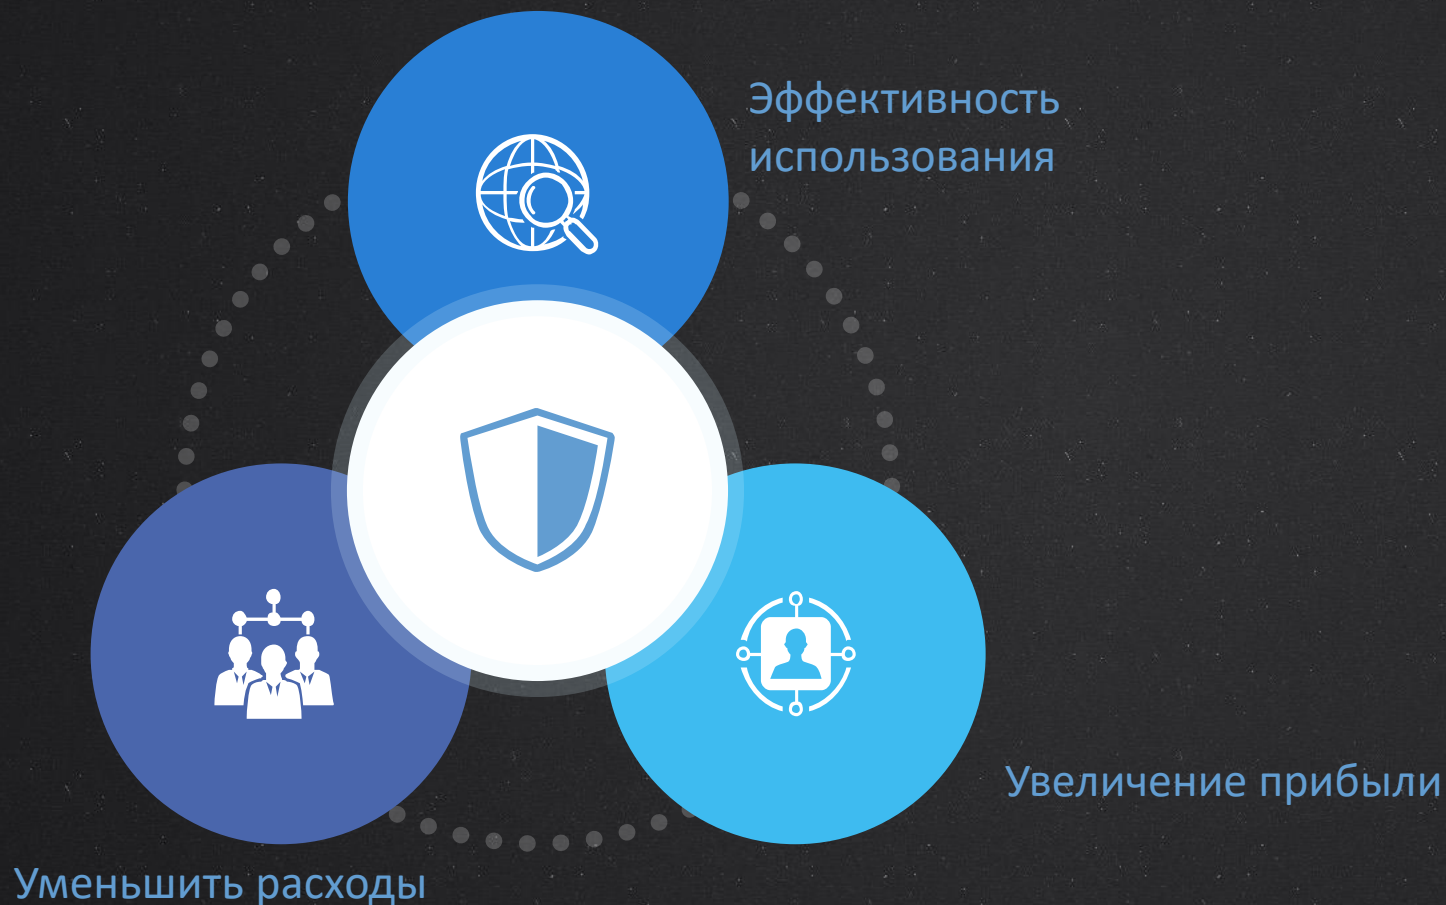 Эффективность
использования
Увеличение прибыли
Уменьшить расходы